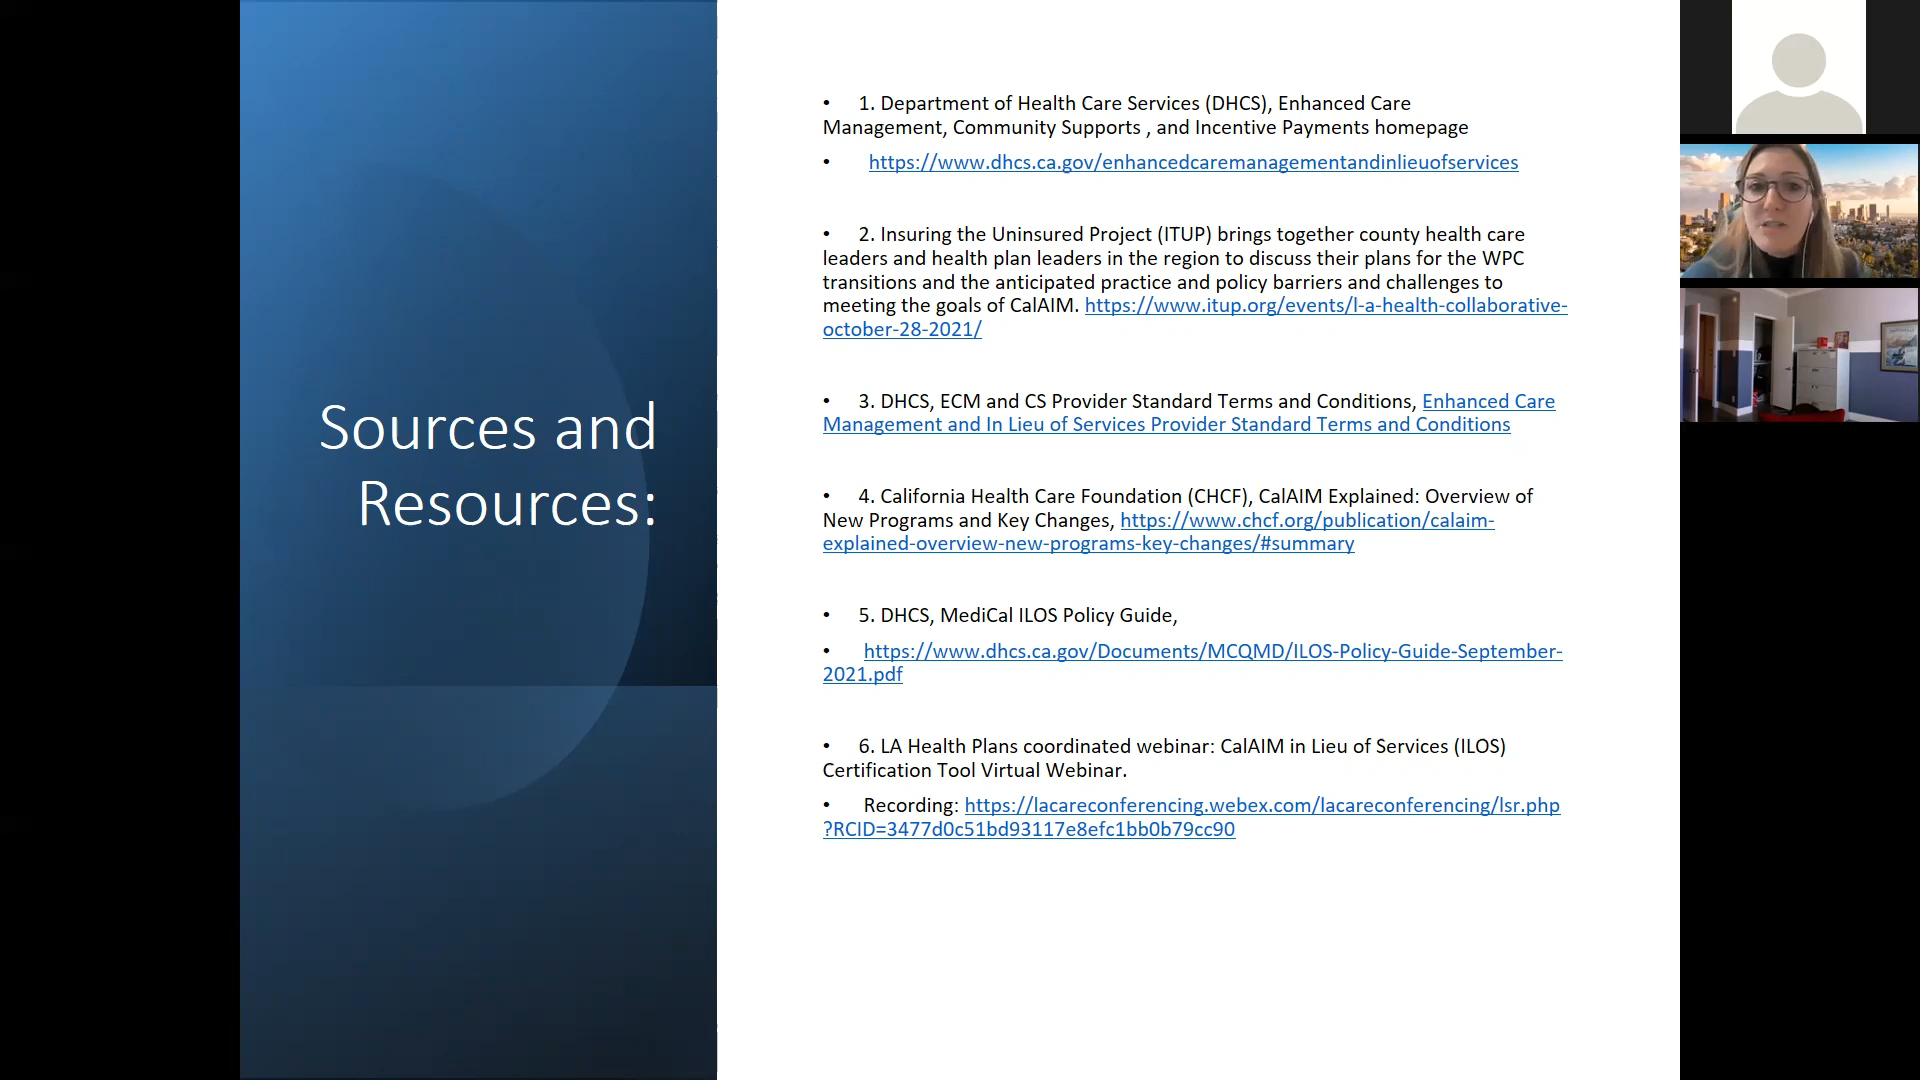 Sources and
Resources:
• 1. Department of Health Care Services (DHCS), Enhanced Care
Management, Community Supports , and Incentive Payments homepage
• https://www.dhcs.ca.gov/enhancedcaremanagementandinlieuofservices
• 2. Insuring the Uninsured Project (ITUP) brings together county health care
leaders and health plan leaders in the region to discuss their plans for the WPC
transitions and the anticipated practice and policy barriers and challenges to
meeting the goals of CalAIM. https://www.itup.org/events/l-a-health-collaborative-
october-28-2021/
• 3. DHCS, ECM and CS Provider Standard Terms and Conditions, Enhanced Care
Management and In Lieu of Services Provider Standard Terms and Conditions
• 4. California Health Care Foundation (CHCF), CalAIM Explained: Overview of
New Programs and Key Changes, https://www.chcf.org/publication/calaim-
explained-overview-new-programs-key-changes/#summary
• 5. DHCS, MediCal ILOS Policy Guide,
• https://www.dhcs.ca.gov/Documents/MCQMD/ILOS-Policy-Guide-September-
2021.pdf
• 6. LA Health Plans coordinated webinar: CalAIM in Lieu of Services (ILOS)
Certification Tool Virtual Webinar.
• Recording: https://lacareconferencing.webex.com/lacareconferencing/lsr.php
?RCID=3477d0c51bd93117e8efc1bb0b79cc90